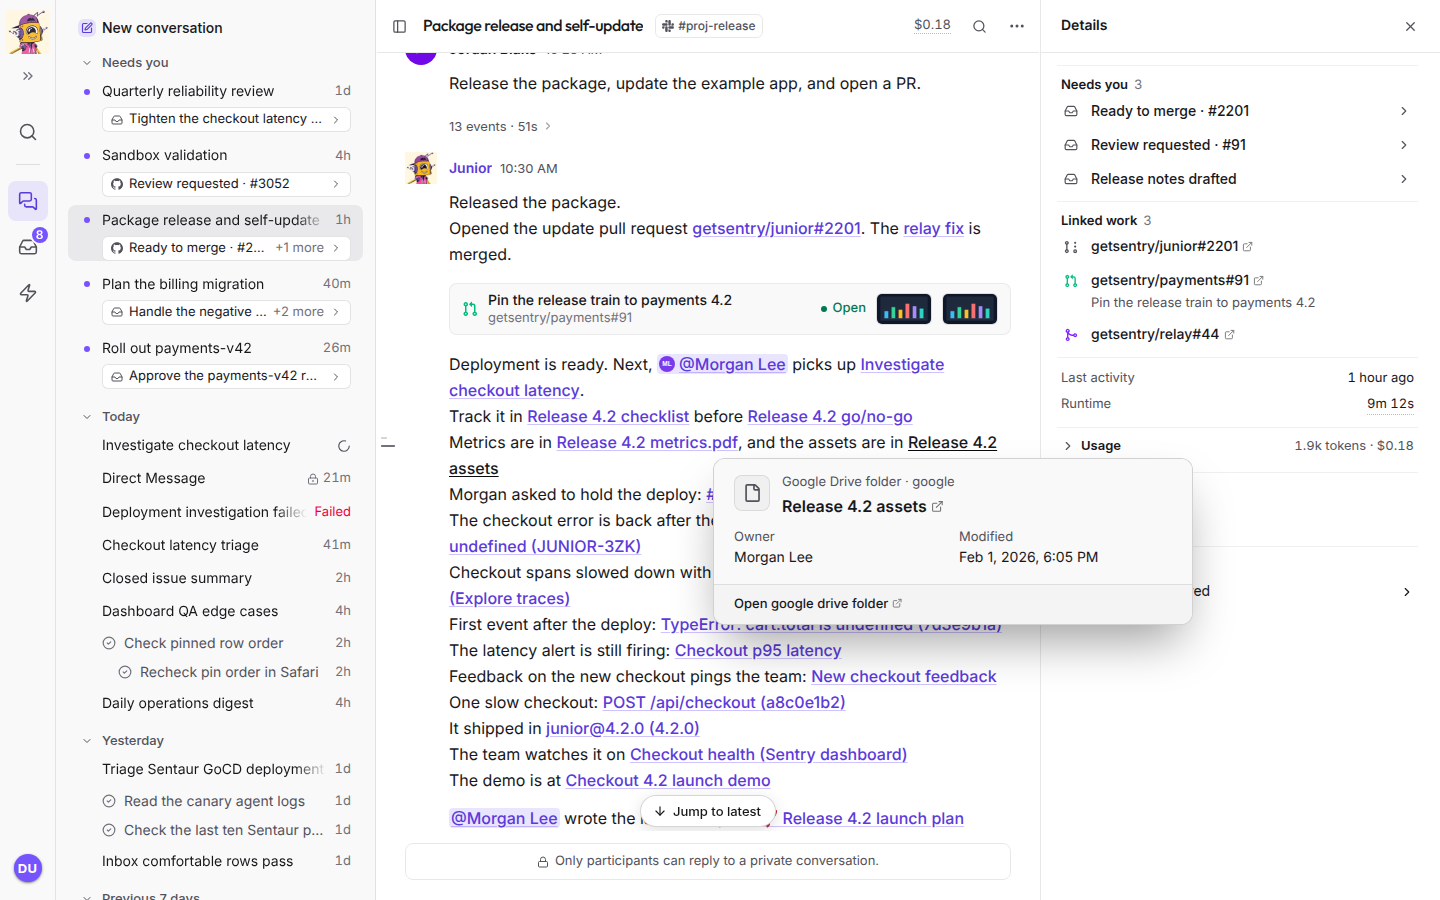 New conversation
Needs you
Quarterly reliability review 1d
Tighten the checkout latency ...
Sandbox validation 4h
Review requested · #3052
Package release and self-update 1h
Ready to merge · #2... +1 more
Plan the billing migration 40m
Handle the negative ... +2 more
Roll out payments-v42 26m
Approve the payments-v42 r...
Today
Investigate checkout latency
Direct Message 21m
Deployment investigation failed Failed
Checkout latency triage 41m
Closed issue summary 2h
Dashboard QA edge cases 4h
Check pinned row order 2h
Recheck pin order in Safari 2h
Daily operations digest 4h
Yesterday
Triage Sentaur GoCD deployment 1d
Read the canary agent logs 1d
Check the last ten Sentaur p... 1d
Inbox comfortable rows pass 1d
Previous 7 days
8
DU
Package release and self-update #proj-release $0.18
Release the package, update the example app, and open a PR.
13 events · 51s
Junior 10:30 AM
Released the package.
Opened the update pull request getsentry/junior#2201. The relay fix is
merged.
Pin the release train to payments 4.2
getsentry/payments#91
Open
Deployment is ready. Next, ML @Morgan Lee picks up Investigate
checkout latency.
Track it in Release 4.2 checklist before Release 4.2 go/no-go
Metrics are in Release 4.2 metrics.pdf, and the assets are in Release 4.2
assets
Morgan asked to hold the deploy: #
The checkout error is back after the
undefined (JUNIOR-3ZK)
Checkout spans slowed down with
(Explore traces)
First event after the deploy: TypeError: cart.total is undefined (7d3e9b1a)
The latency alert is still firing: Checkout p95 latency
Feedback on the new checkout pings the team: New checkout feedback
One slow checkout: POST /api/checkout (a8c0e1b2)
It shipped in junior@4.2.0 (4.2.0)
The team watches it on Checkout health (Sentry dashboard)
The demo is at Checkout 4.2 launch demo
@Morgan Lee wrote the Release 4.2 launch plan
Jump to latest
Only participants can reply to a private conversation.
Google Drive folder · google
Release 4.2 assets
Owner Modified
Morgan Lee Feb 1, 2026, 6:05 PM
Open google drive folder
Details
Needs you 3
Ready to merge · #2201
Review requested · #91
Release notes drafted
Linked work 3
getsentry/junior#2201
getsentry/payments#91
Pin the release train to payments 4.2
getsentry/relay#44
Last activity 1 hour ago
Runtime 9m 12s
Usage 1.9k tokens · $0.18
ed